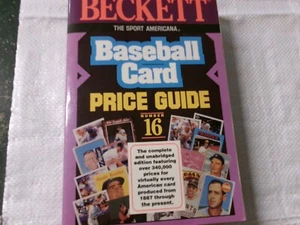 BECKETT
THE SPORT AMERICANA®
Baseball
Card
PRICE GUIDE
NUMBER
16
The complete
and unabridged
edition featuring
over 340,000
prices for
virtually every
American card
produced from
1887 through
the present.